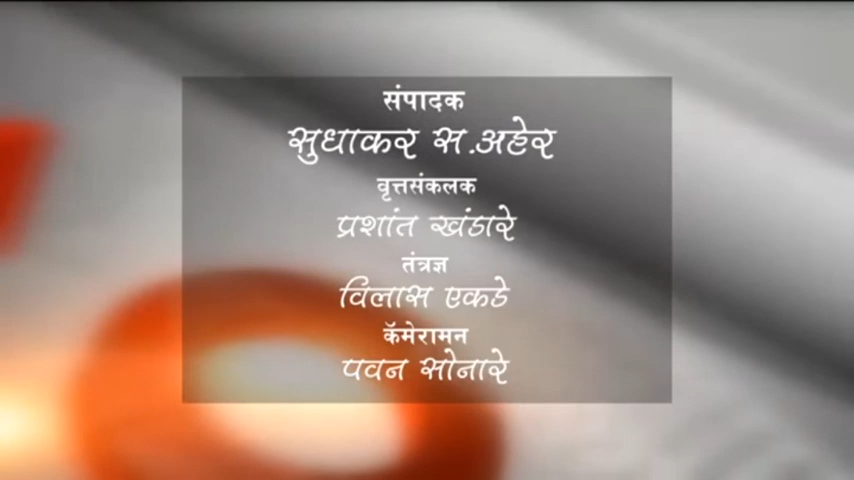 संपादक
सुधाकर स.अहेर
वृत्तसंकलक
प्रशांत खंडारे
तंत्रज्ञ
विलास एकडे
कॅमेरामन
पवन सोनारे